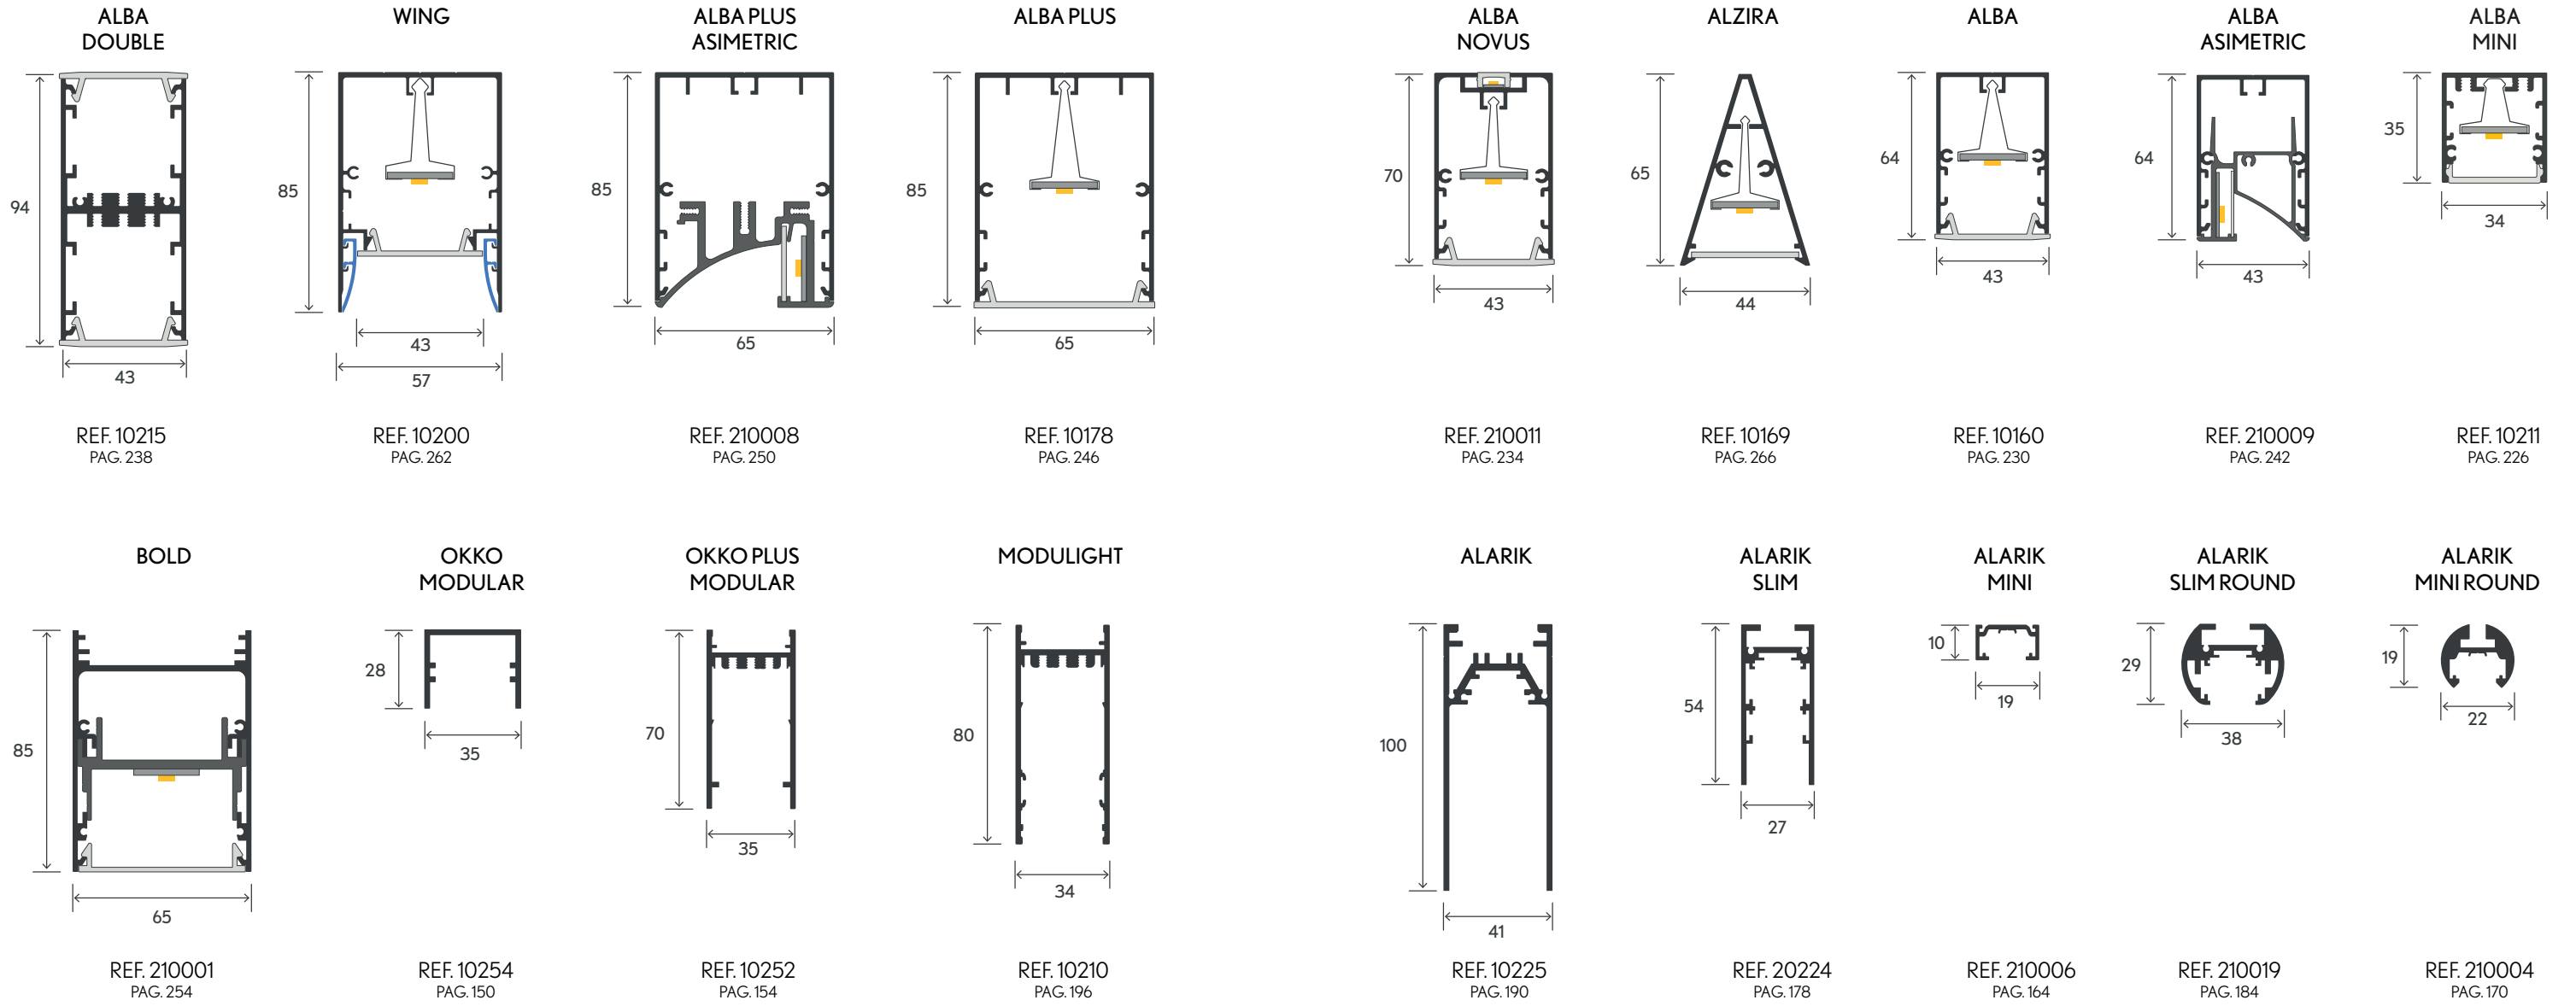 ALBA
DOUBLE
94
43
REF. 10215
PAG. 238
WING
85
43
57
REF. 10200
PAG. 262
ALBA PLUS
ASIMETRIC
85
65
REF. 210008
PAG. 250
ALBA PLUS
85
65
REF. 10178
PAG. 246
ALBA
NOVUS
70
43
REF. 210011
PAG. 234
ALZIRA
65
44
REF. 10169
PAG. 266
ALBA
64
43
REF. 10160
PAG. 230
ALBA
ASIMETRIC
64
43
REF. 210009
PAG. 242
ALBA
MINI
35
34
REF. 10211
PAG. 226
BOLD
85
65
REF. 210001
PAG. 254
OKKO
MODULAR
28
35
REF. 10254
PAG. 150
OKKO PLUS
MODULAR
70
35
REF. 10252
PAG. 154
MODULIGHT
80
34
REF. 10210
PAG. 196
ALARIK
100
41
REF. 10225
PAG. 190
ALARIK
SLIM
54
27
REF. 20224
PAG. 178
ALARIK
MINI
10
19
REF. 210006
PAG. 164
ALARIK
SLIM ROUND
29
38
REF. 210019
PAG. 184
ALARIK
MINI ROUND
19
22
REF. 210004
PAG. 170